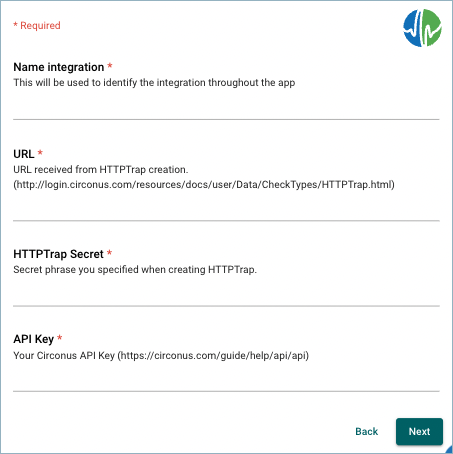 * Required
Name integration *
This will be used to identify the integration throughout the app
URL *
URL received from HTTPTrap creation.
(http://login.circonus.com/resources/docs/user/Data/CheckTypes/HTTPTrap.html)
HTTPTrap Secret *
Secret phrase you specified when creating HTTPTrap.
API Key *
Your Circonus API Key (https://circonus.com/guide/help/api/api)
Back Next